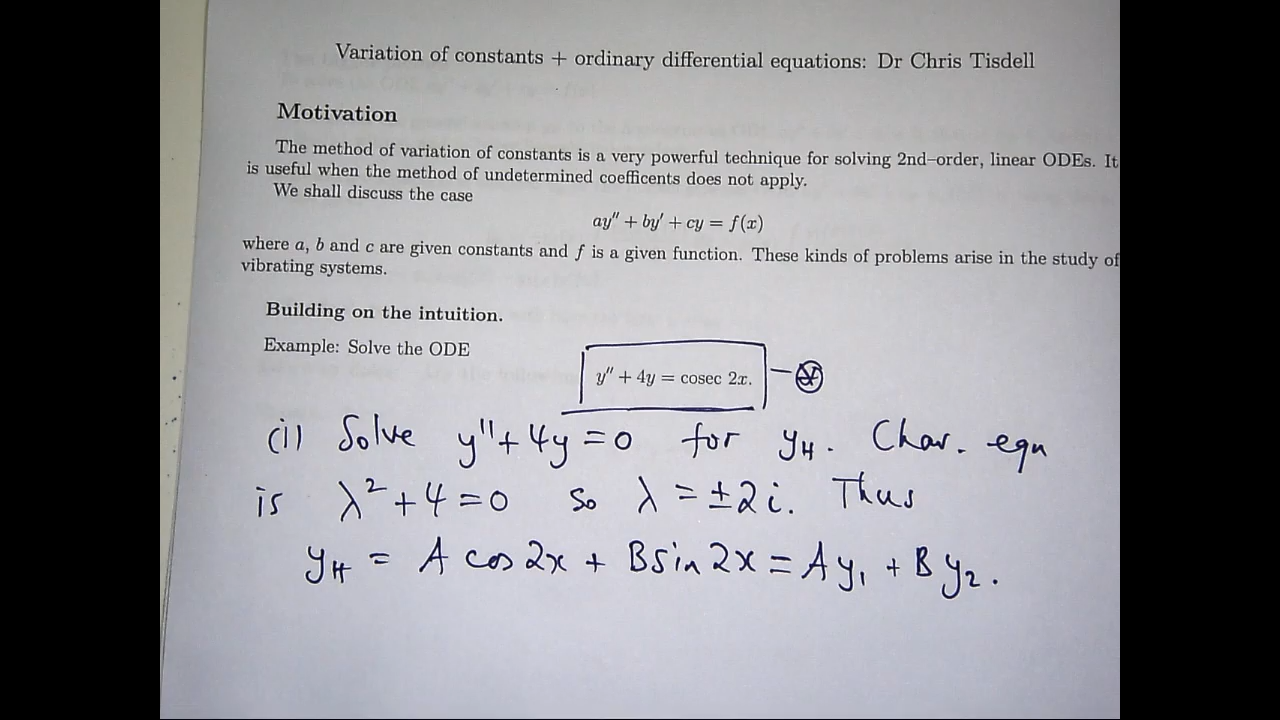 Variation of constants + ordinary differential equations: Dr Chris Tisdell
Motivation
The method of variation of constants is a very powerful technique for solving 2nd–order, linear ODEs. It
is useful when the method of undetermined coefficents does not apply.
We shall discuss the case
ay″ + by′ + cy = f(x)
where a, b and c are given constants and f is a given function. These kinds of problems arise in the study of
vibrating systems.
Building on the intuition.
Example: Solve the ODE
y″ + 4y = cosec 2x. —
(i) Solve y″ + 4y = 0 for y_H. Char. equn
is λ² + 4 = 0 so λ = ±2i. Thus
y_H = A cos 2x + B sin 2x = A y₁ + B y₂.